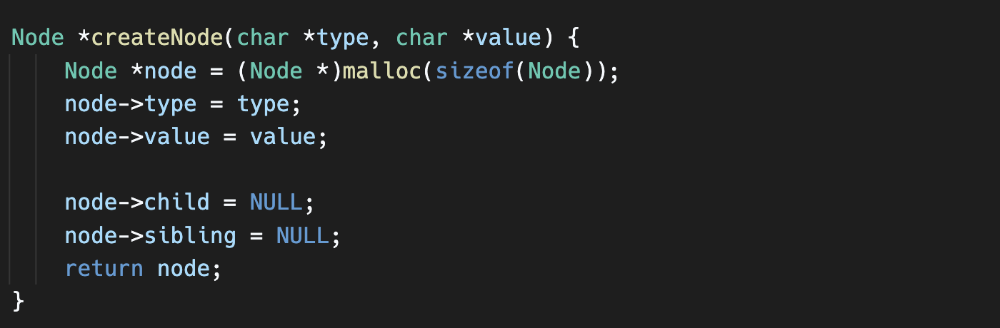 Node *createNode(char *type, char *value) {
    Node *node = (Node *)malloc(sizeof(Node));
    node->type = type;
    node->value = value;

    node->child = NULL;
    node->sibling = NULL;
    return node;
}